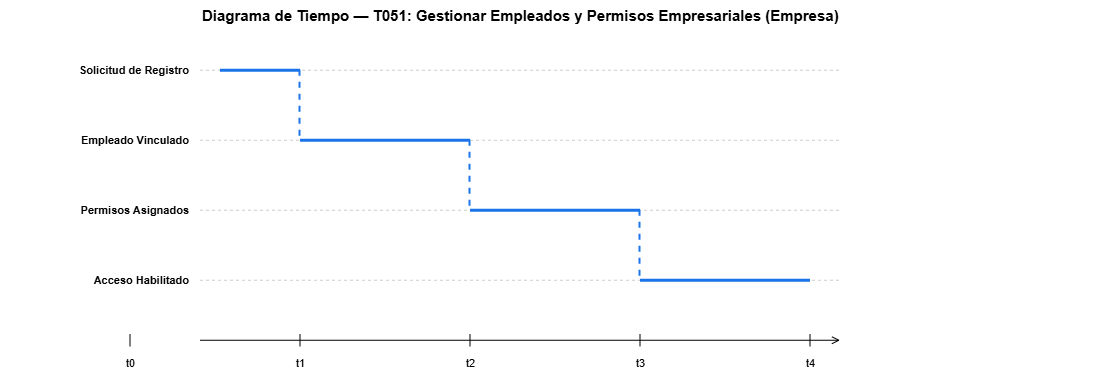 Diagrama de Tiempo — T051: Gestionar Empleados y Permisos Empresariales (Empresa)
Solicitud de Registro
Empleado Vinculado
Permisos Asignados
Acceso Habilitado
t0 t1 t2 t3 t4